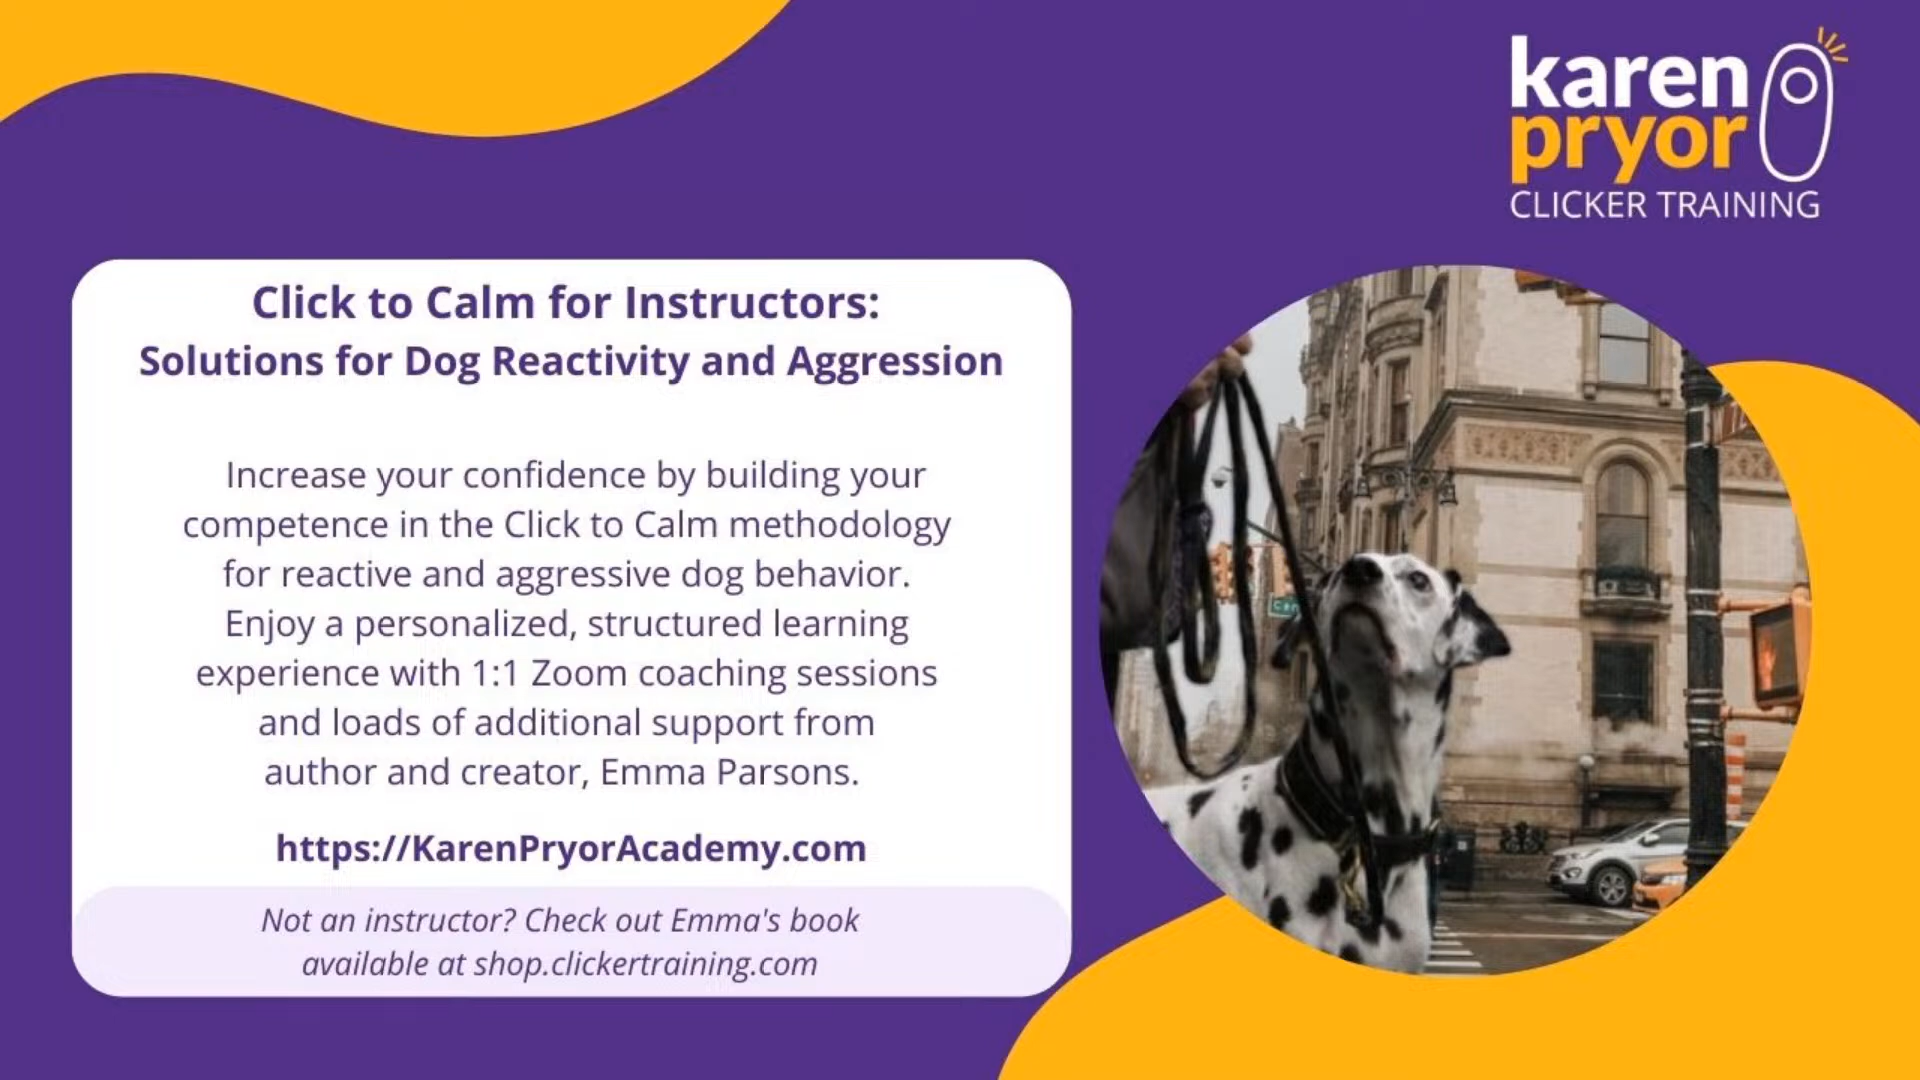 karen
pryor
CLICKER TRAINING
Click to Calm for Instructors:
Solutions for Dog Reactivity and Aggression
Increase your confidence by building your
competence in the Click to Calm methodology
for reactive and aggressive dog behavior.
Enjoy a personalized, structured learning
experience with 1:1 Zoom coaching sessions
and loads of additional support from
author and creator, Emma Parsons.
https://KarenPryorAcademy.com
Not an instructor? Check out Emma's book
available at shop.clickertraining.com